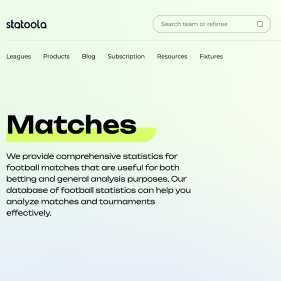 statoola
Search team or referee
Leagues Products Blog Subscription Resources Fixtures
Matches
We provide comprehensive statistics for
football matches that are useful for both
betting and general analysis purposes. Our
database of football statistics can help you
analyze matches and tournaments
effectively.